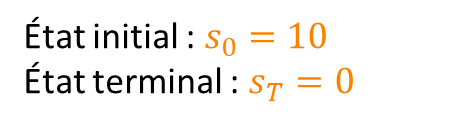 État initial : s₀ = 10
État terminal : s_T = 0